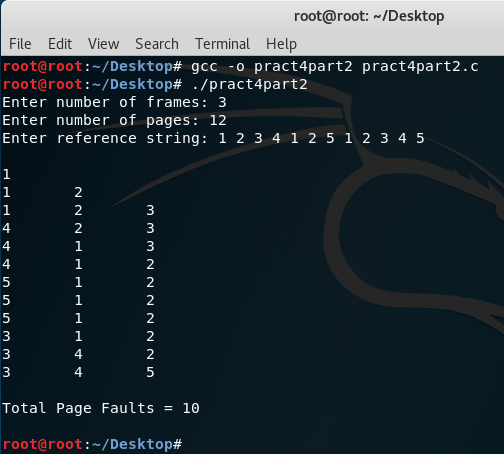 root@root: ~/Desktop
File Edit View Search Terminal Help
root@root:~/Desktop# gcc -o pract4part2 pract4part2.c
root@root:~/Desktop# ./pract4part2
Enter number of frames: 3
Enter number of pages: 12
Enter reference string: 1 2 3 4 1 2 5 1 2 3 4 5
1
1 2
1 2 3
4 2 3
4 1 3
4 1 2
5 1 2
5 1 2
5 1 2
3 1 2
3 4 2
3 4 5
Total Page Faults = 10
root@root:~/Desktop#